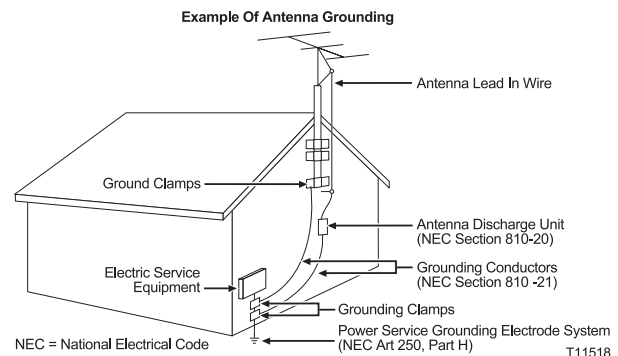 Example Of Antenna Grounding
Antenna Lead In Wire
Ground Clamps
Antenna Discharge Unit
(NEC Section 810-20)
Electric Service
Equipment
Grounding Conductors
(NEC Section 810 -21)
Grounding Clamps
Power Service Grounding Electrode System
(NEC Art 250, Part H)
NEC = National Electrical Code
T11518